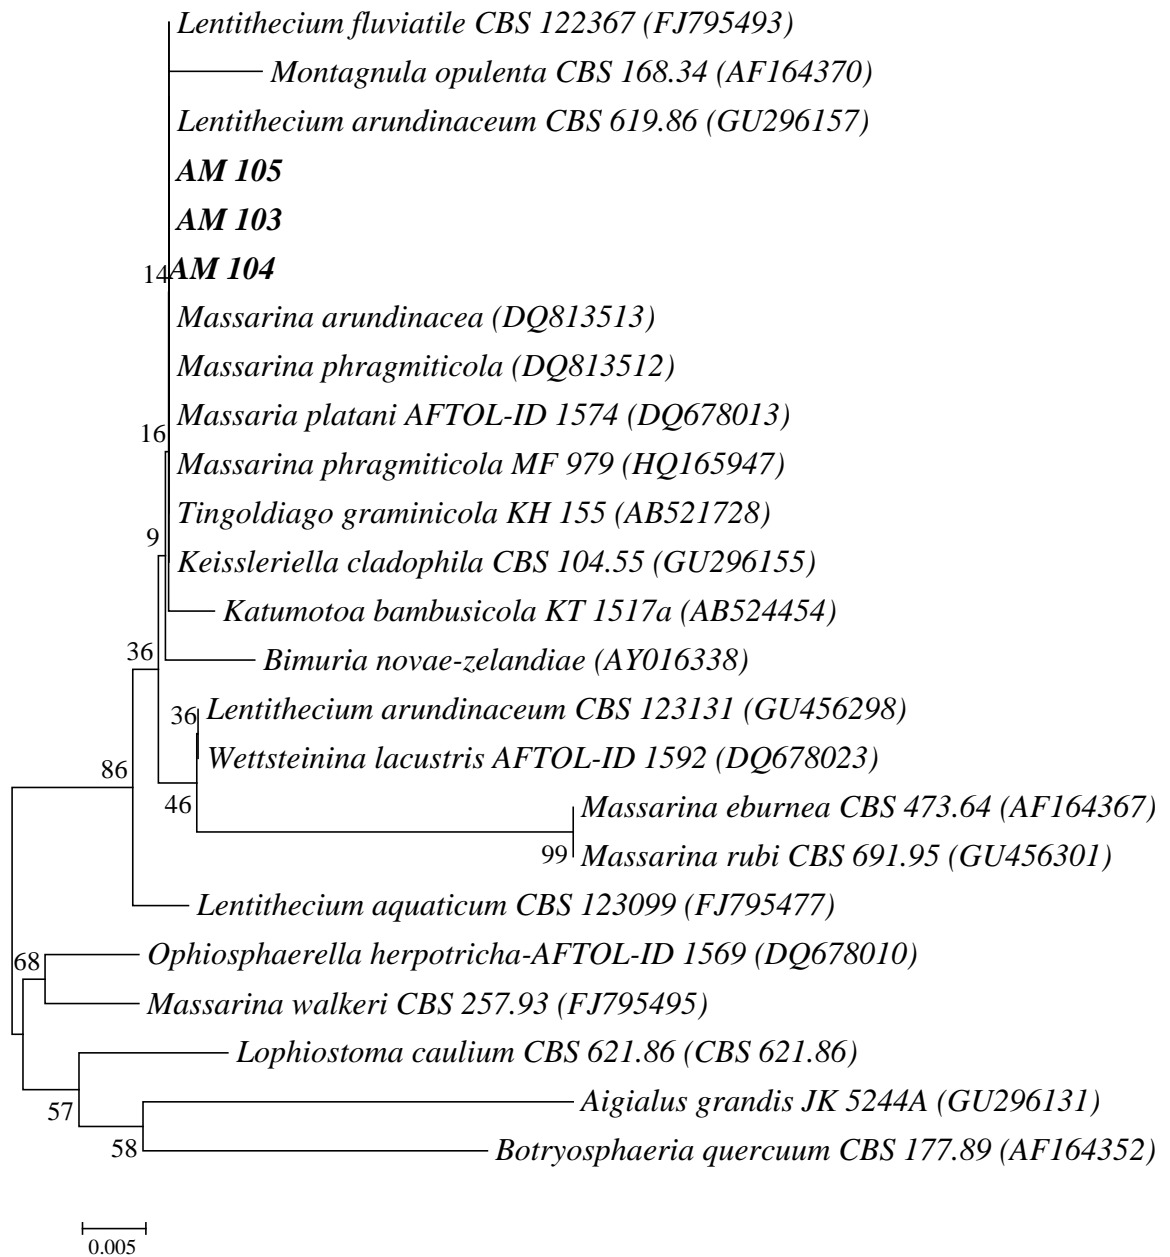 Lentithecium fluviatile CBS 122367 (FJ795493)
Montagnula opulenta CBS 168.34 (AF164370)
Lentithecium arundinaceum CBS 619.86 (GU296157)
AM 105
AM 103
14 AM 104
Massarina arundinacea (DQ813513)
Massarina phragmiticola (DQ813512)
Massaria platani AFTOL-ID 1574 (DQ678013)
16
Massarina phragmiticola MF 979 (HQ165947)
Tingoldiago graminicola KH 155 (AB521728)
9
Keissleriella cladophila CBS 104.55 (GU296155)
Katumotoa bambusicola KT 1517a (AB524454)
36
Bimuria novae-zelandiae (AY016338)
36 Lentithecium arundinaceum CBS 123131 (GU456298)
Wettsteinina lacustris AFTOL-ID 1592 (DQ678023)
86
46
Massarina eburnea CBS 473.64 (AF164367)
99 Massarina rubi CBS 691.95 (GU456301)
Lentithecium aquaticum CBS 123099 (FJ795477)
68 Ophiosphaerella herpotricha-AFTOL-ID 1569 (DQ678010)
Massarina walkeri CBS 257.93 (FJ795495)
Lophiostoma caulium CBS 621.86 (CBS 621.86)
57
Aigialus grandis JK 5244A (GU296131)
58 Botryosphaeria quercuum CBS 177.89 (AF164352)
0.005